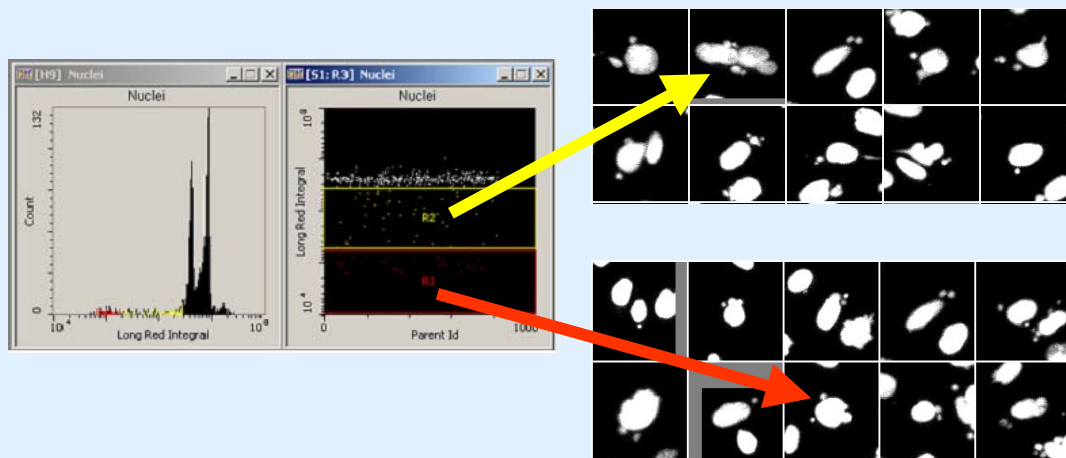 [H9] Nuclei
Nuclei
132
Count
0
10^4
10^8
Long Red Integral
[S1: R3] Nuclei
Nuclei
10^8
Long Red Integral
R2
R1
10^4
0
1000
Parent Id